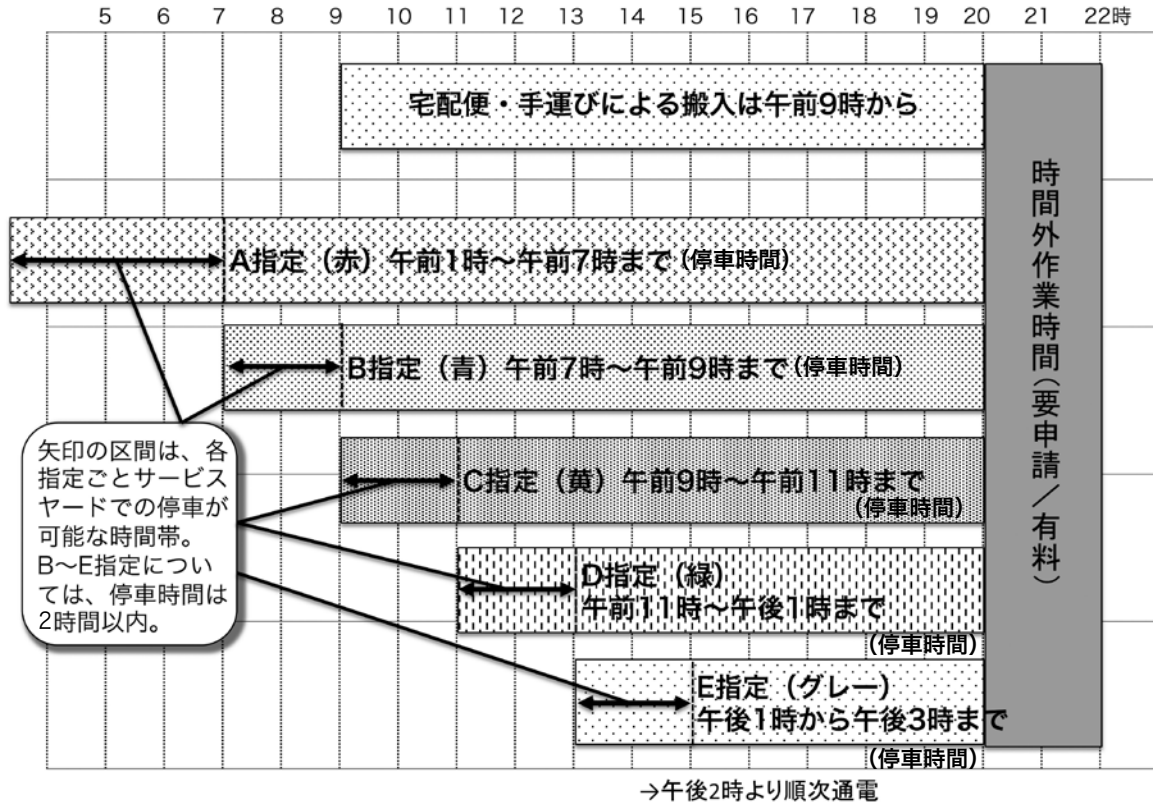 5 6 7 8 9 10 11 12 13 14 15 16 17 18 19 20 21 22時
宅配便・手運びによる搬入は午前9時から
A指定（赤）午前1時〜午前7時まで(停車時間)
B指定（青）午前7時〜午前9時まで(停車時間)
C指定（黄）午前9時〜午前11時まで
(停車時間)
D指定（緑）
午前11時〜午後1時まで
(停車時間)
E指定（グレー）
午後1時から午後3時まで
(停車時間)
矢印の区間は、各
指定ごとサービス
ヤードでの停車が
可能な時間帯。
B〜E指定につい
ては、停車時間は
2時間以内。
時間外作業時間(要申請／有料)
→午後2時より順次通電